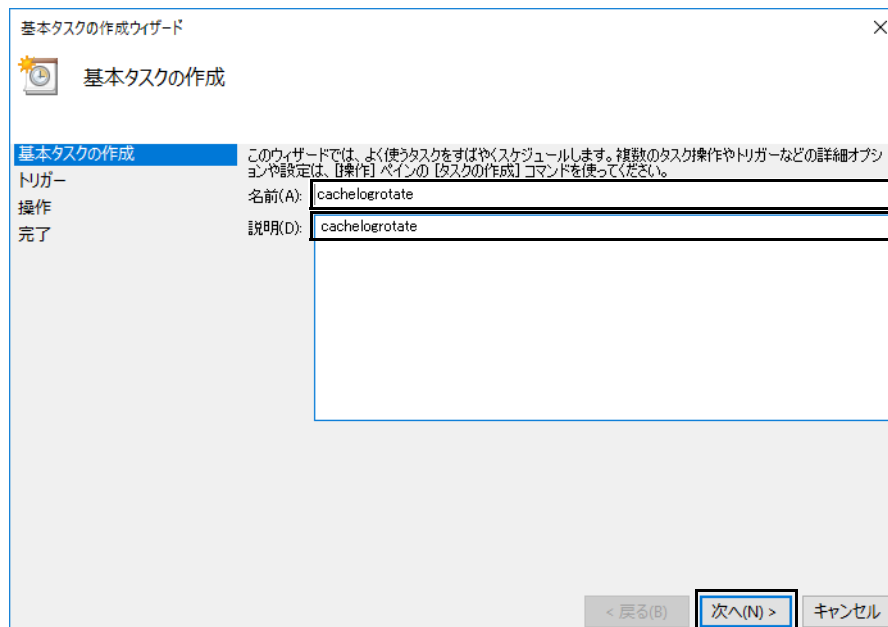 基本タスクの作成ウィザード
基本タスクの作成
基本タスクの作成
トリガー
操作
完了
このウィザードでは、よく使うタスクをすばやくスケジュールします。複数のタスク操作やトリガーなどの詳細オプシ
ョンや設定は、[操作] ペインの [タスクの作成] コマンドを使ってください。
名前(A): cachelogrotate
説明(D): cachelogrotate
< 戻る(B) 次へ(N) > キャンセル